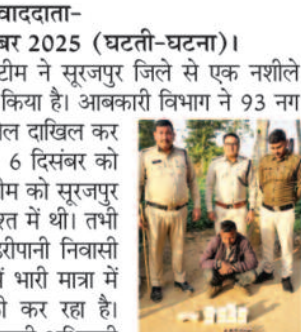 वाददाता-
बर 2025 (घटती-घटना)।
टीम ने सूरजपुर जिले से एक नशीले
किया है। आबकारी विभाग ने 93 नग
ल दाखिल कर
6 दिसंबर को
म को सूरजपुर
श्त में थी। तभी
रीपानी निवासी
भारी मात्रा में
कर रहा है।